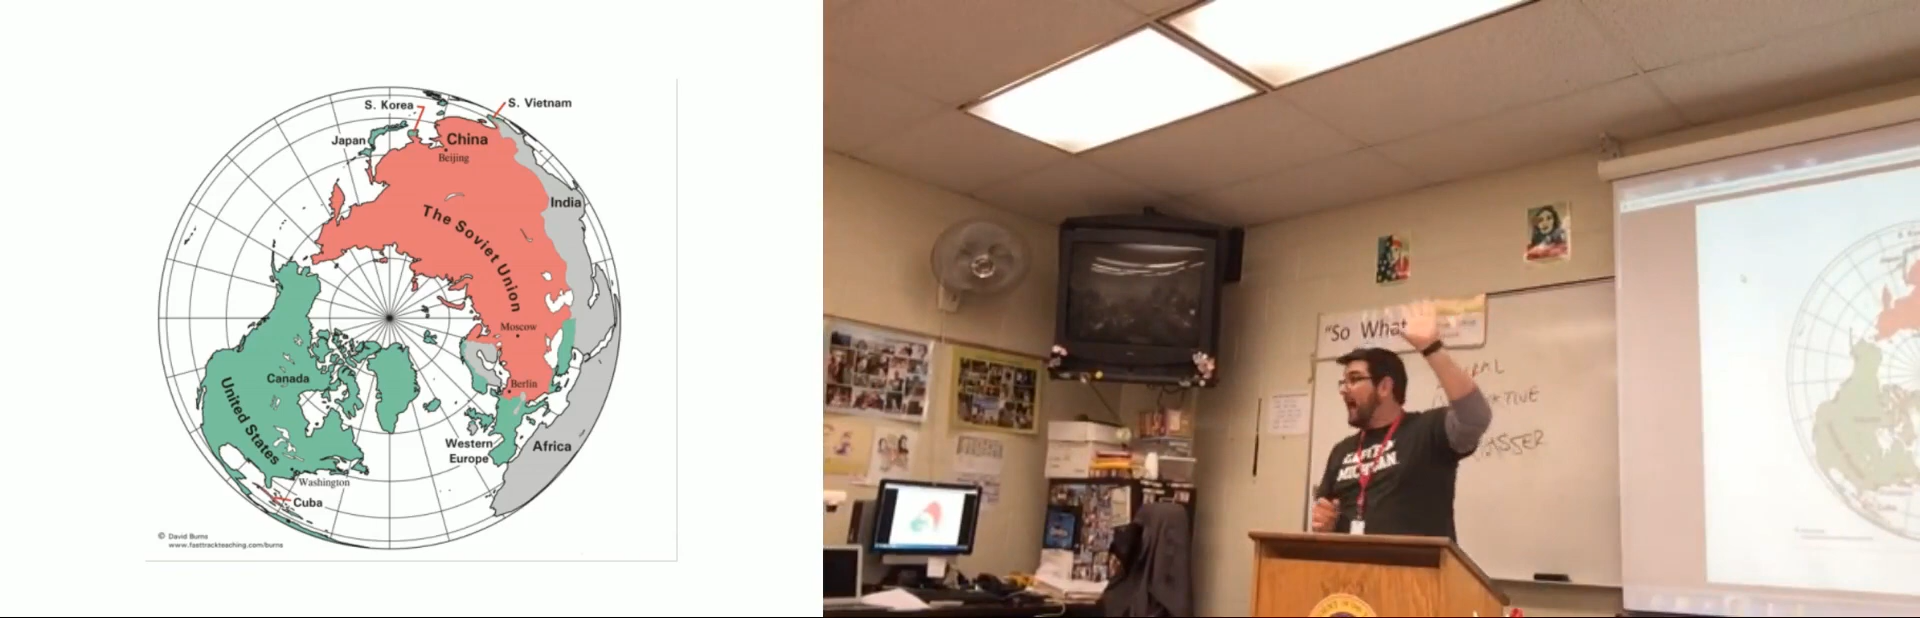 S. Korea
S. Vietnam
Japan
China
Beijing
India
The Soviet Union
Moscow
Canada
Berlin
United States
Western
Europe
Africa
Washington
Cuba
© David Burns
www.fasttrackteaching.com/burns
"So What
MICHIGAN